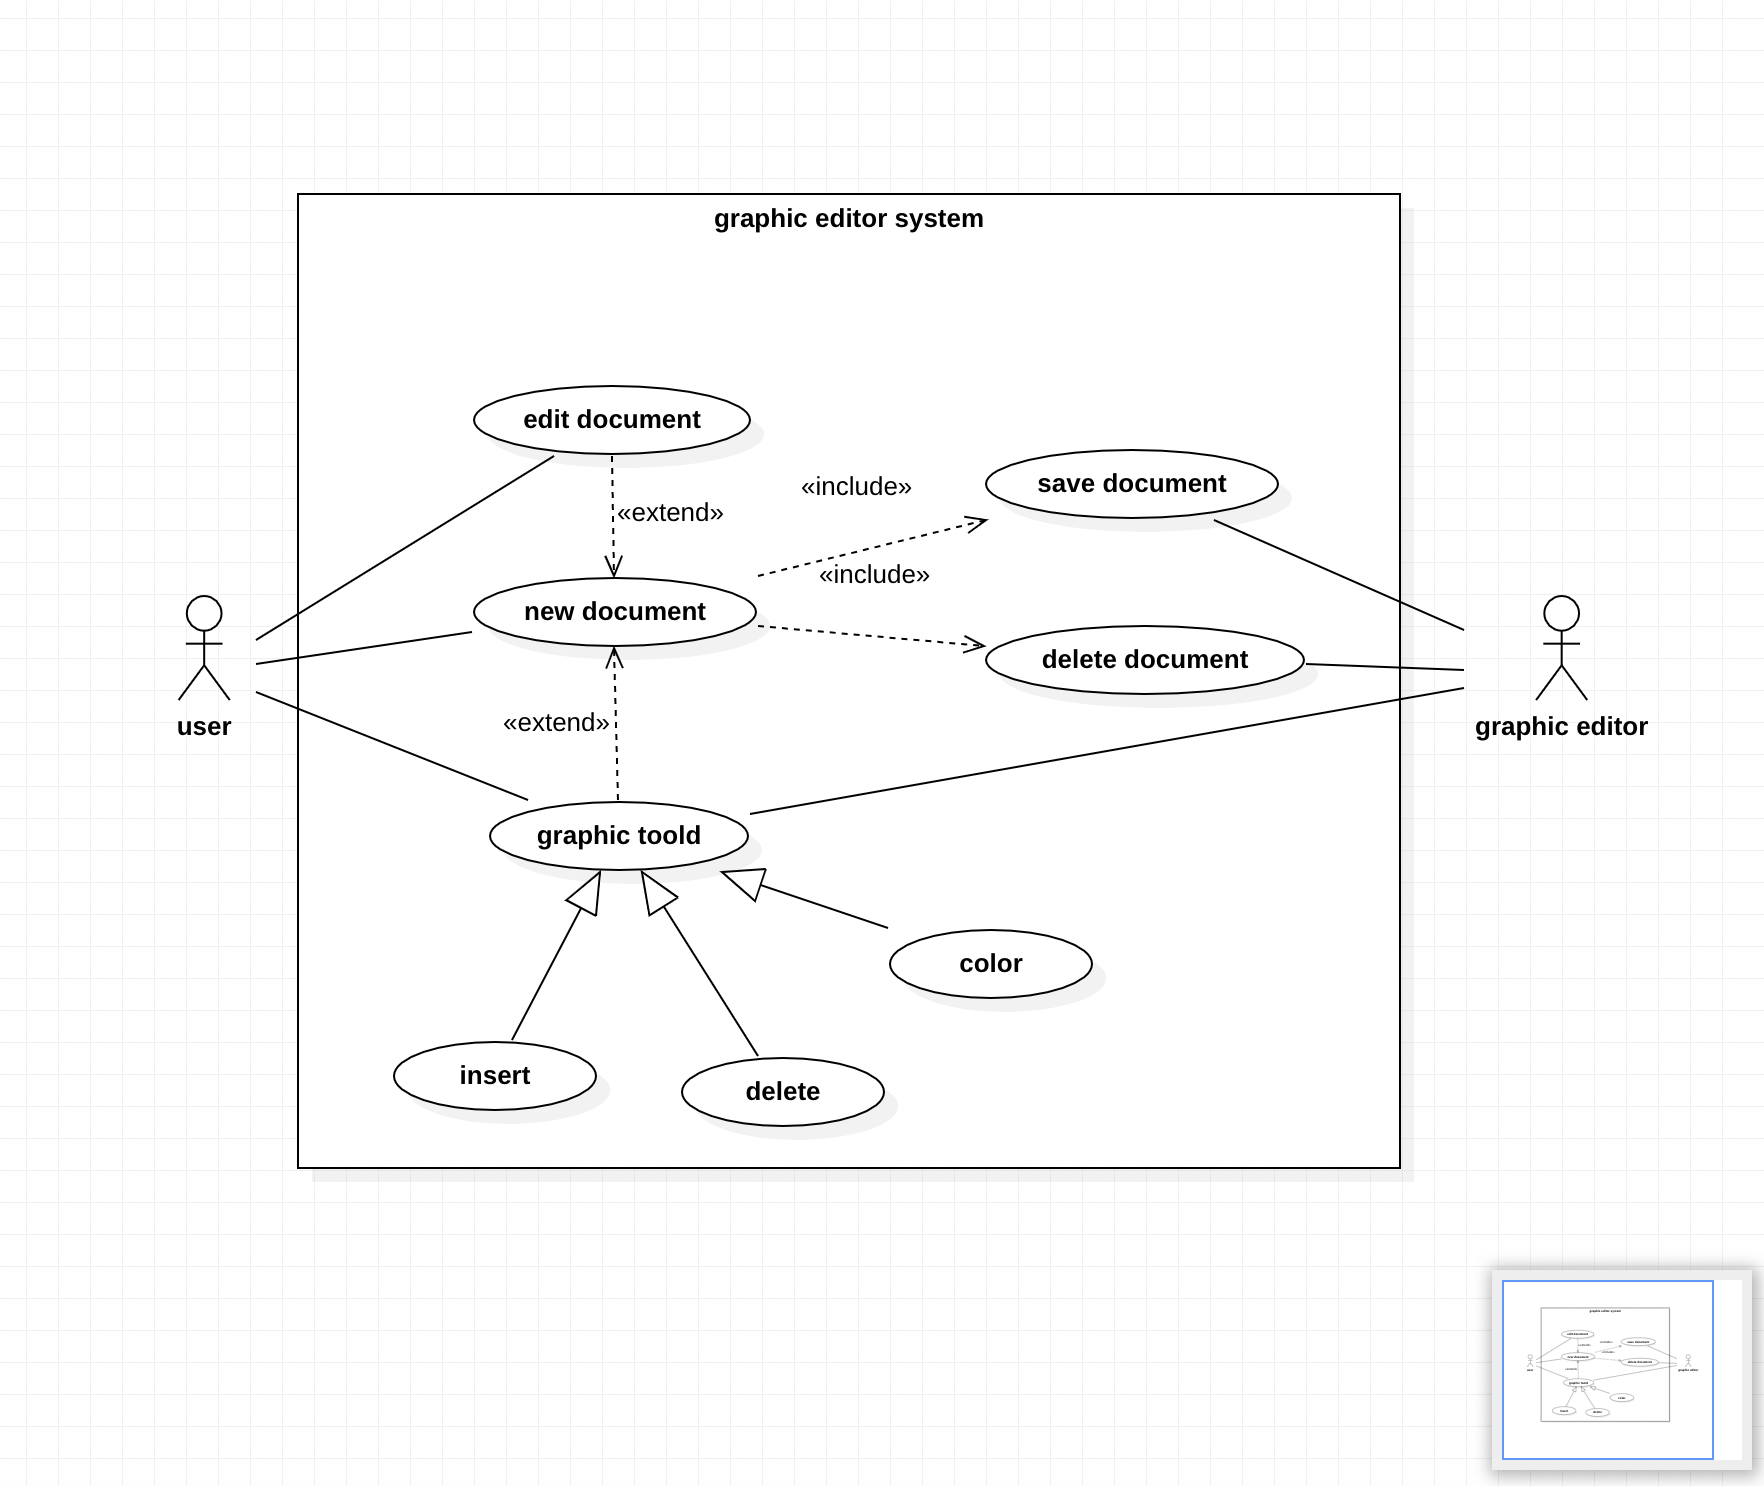 graphic editor system
edit document
«include»
save document
«extend»
«include»
new document
delete document
«extend»
user
graphic editor
graphic toold
color
insert
delete